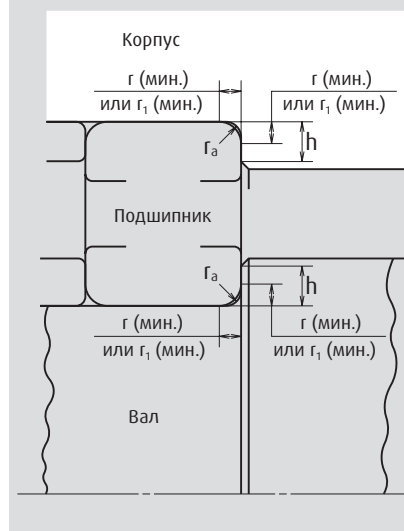 Корпус
r (мин.)
или r₁ (мин.)
r (мин.)
или r₁ (мин.)
rₐ
h
Подшипник
rₐ
h
r (мин.)
или r₁ (мин.)
r (мин.)
или r₁ (мин.)
Вал